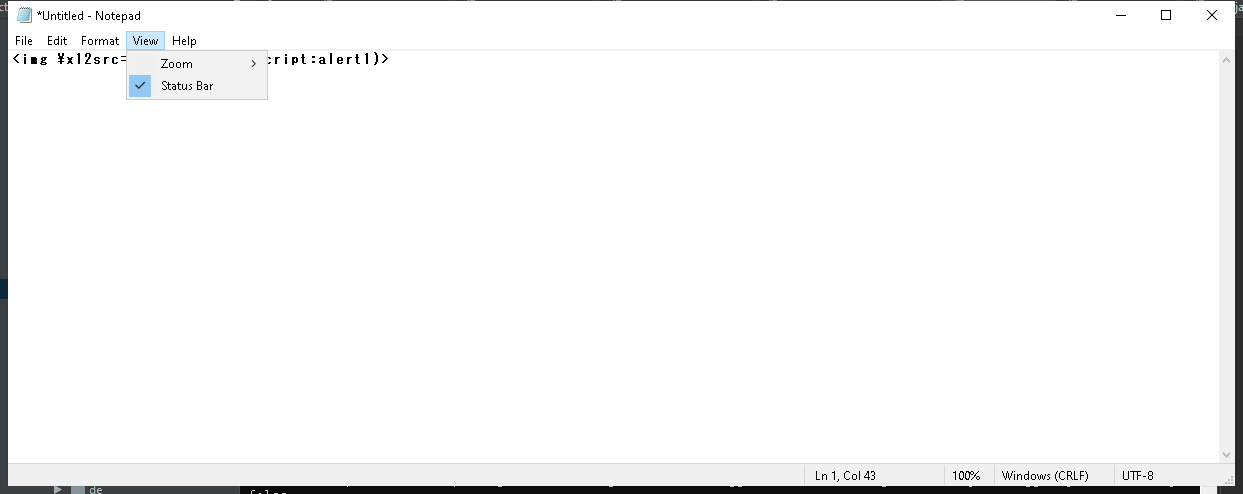 *Untitled - Notepad
File Edit Format View Help
<img ¥x12src= cript:alert1)>
Zoom
Status Bar
Ln 1, Col 43 100% Windows (CRLF) UTF-8
de